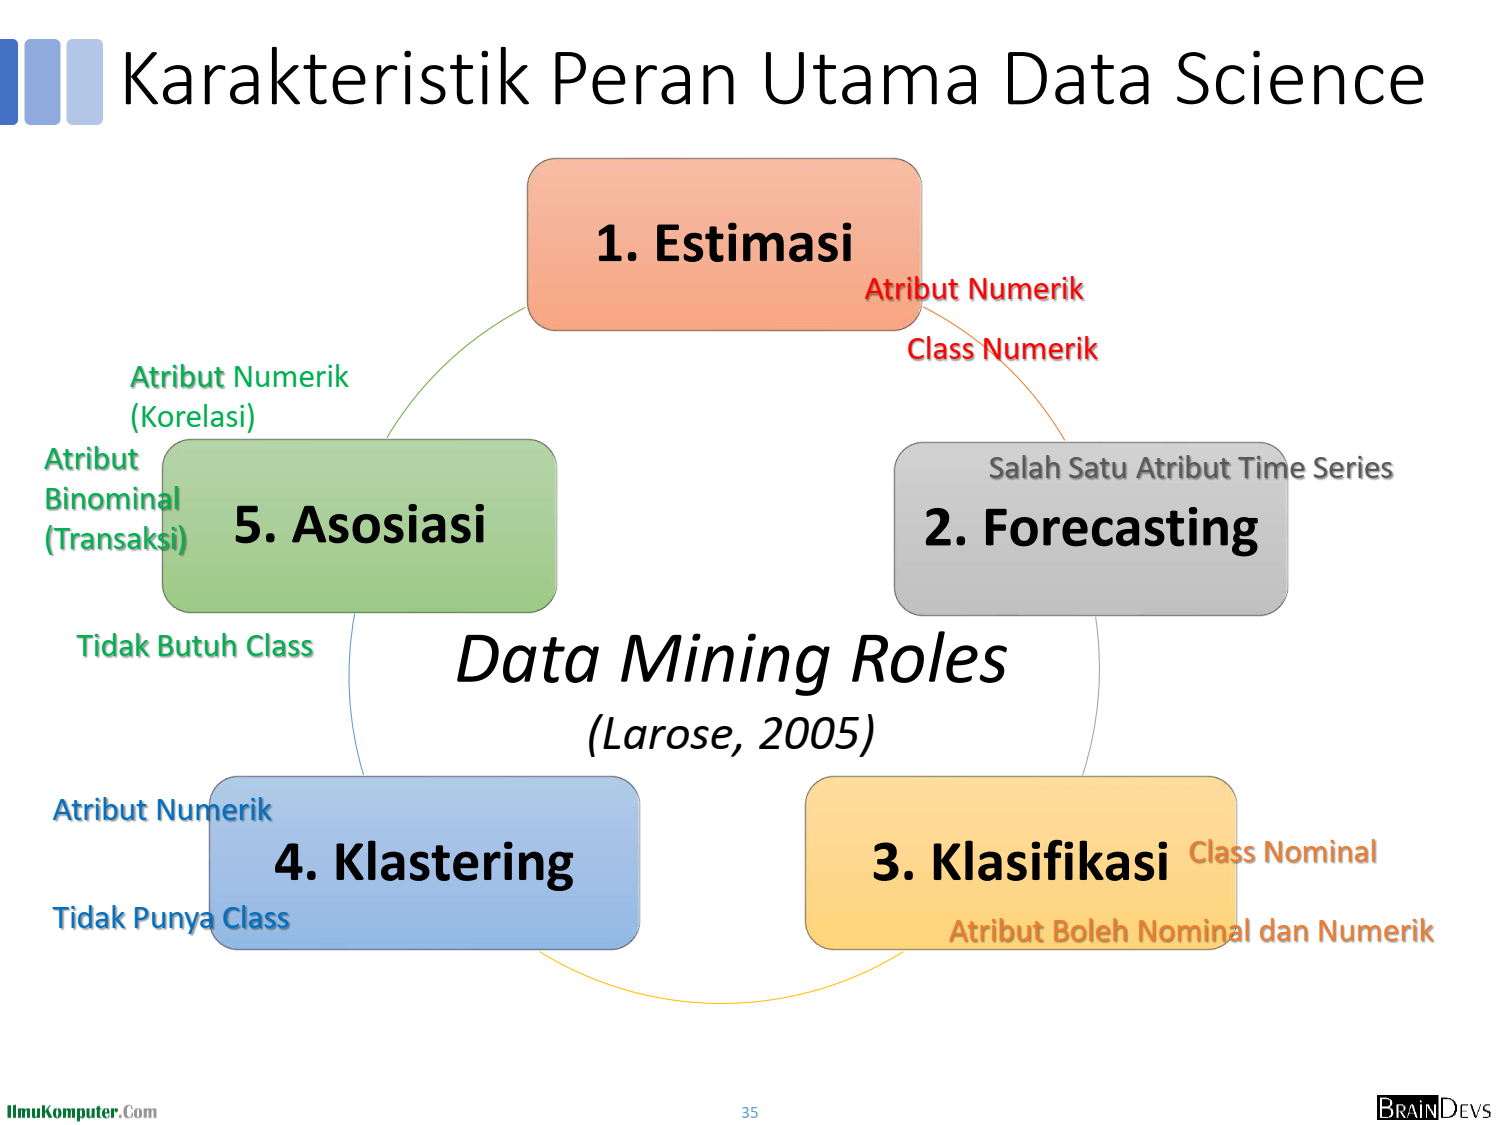 Karakteristik Peran Utama Data Science
1. Estimasi
Atribut Numerik
Class Numerik
Salah Satu Atribut Time Series
2. Forecasting
3. Klasifikasi
Class Nominal
Atribut Boleh Nominal dan Numerik
Atribut Numerik
4. Klastering
Tidak Punya Class
Atribut Numerik
(Korelasi)
Atribut
Binominal
(Transaksi)
5. Asosiasi
Tidak Butuh Class
Data Mining Roles
(Larose, 2005)
IlmuKomputer.Com
35
BRAINDEVS